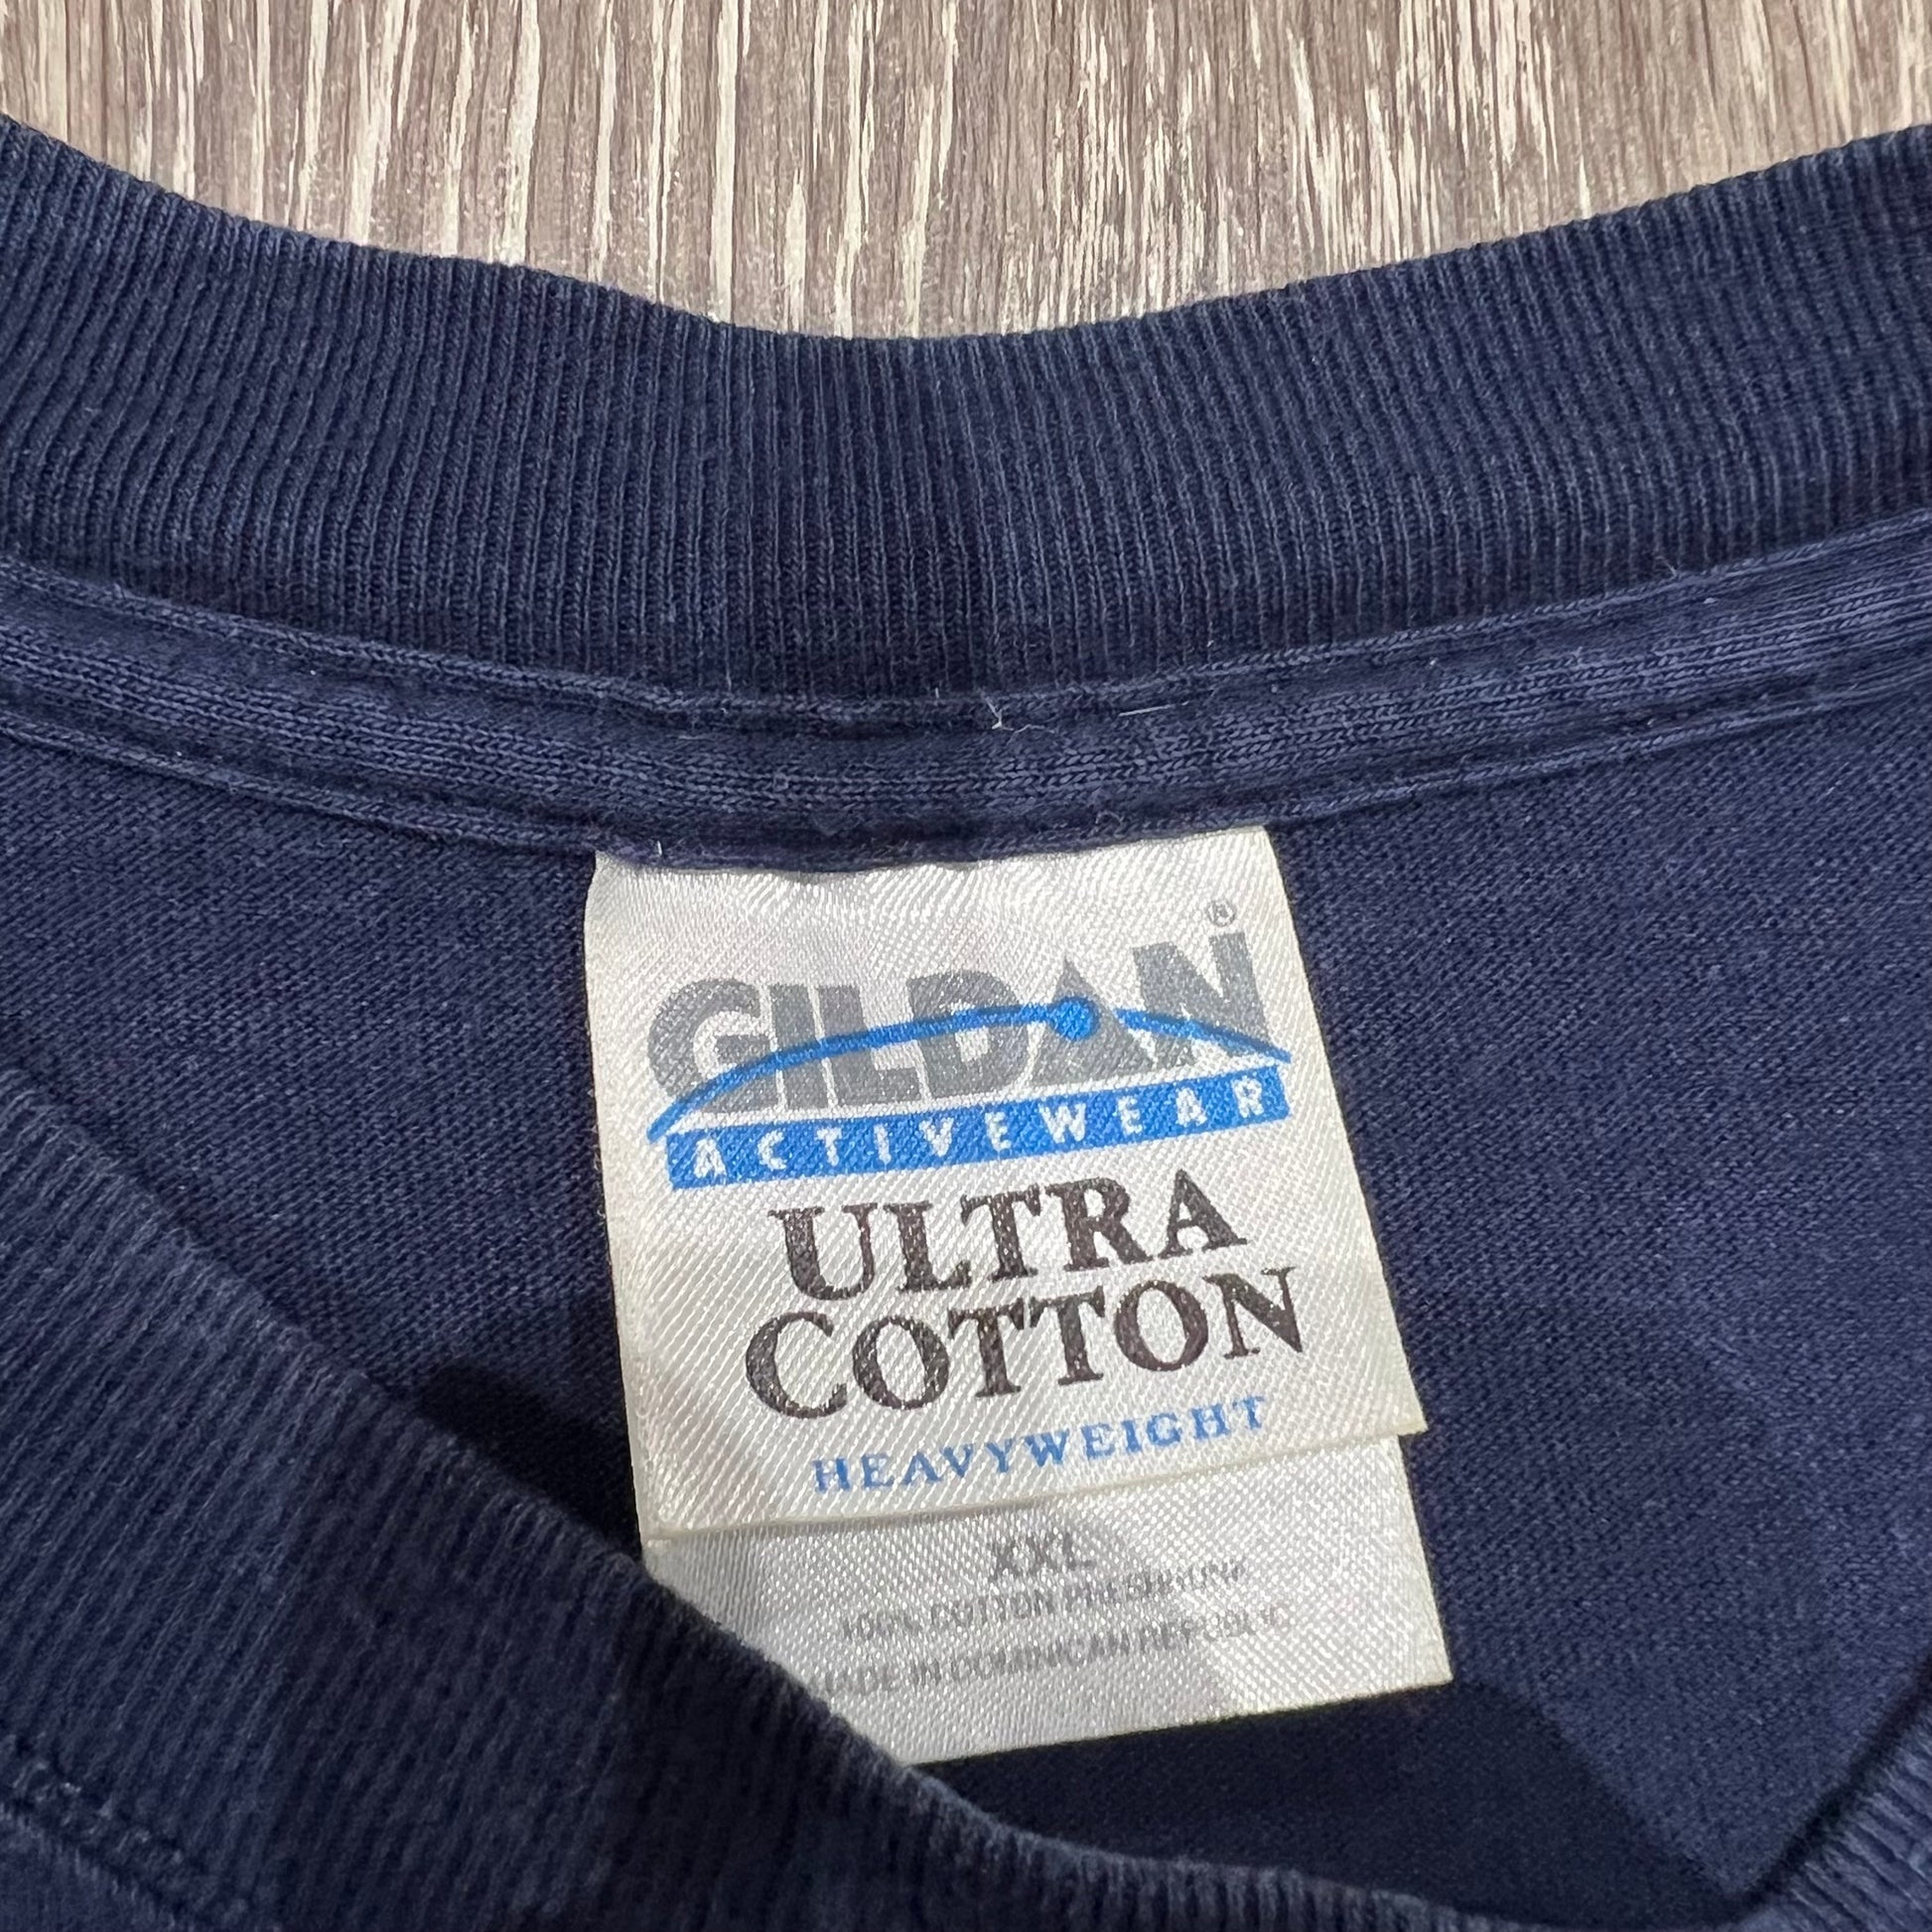 GILDAN®
ACTIVEWEAR
ULTRA
COTTON
HEAVYWEIGHT
XXL
100% COTTON PRESHRUNK
MADE IN DOMINICAN REPUBLIC